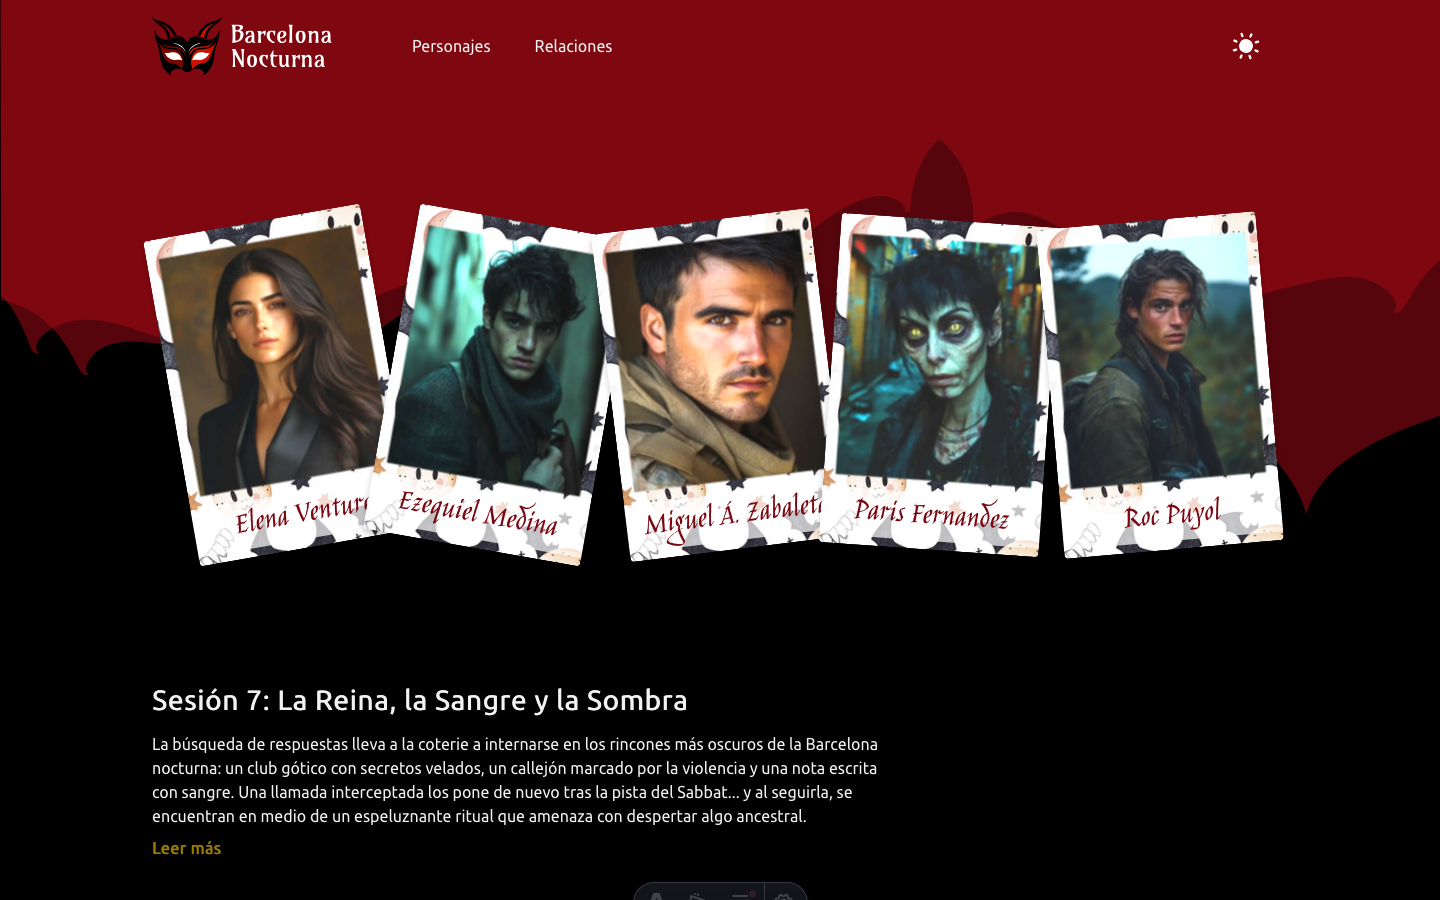 Barcelona
Nocturna
Personajes
Relaciones
Elena Ventura
Ezequiel Medina
Miguel Á. Zabaleta
Paris Fernandez
Roc Puyol
Sesión 7: La Reina, la Sangre y la Sombra
La búsqueda de respuestas lleva a la coterie a internarse en los rincones más oscuros de la Barcelona
nocturna: un club gótico con secretos velados, un callejón marcado por la violencia y una nota escrita
con sangre. Una llamada interceptada los pone de nuevo tras la pista del Sabbat... y al seguirla, se
encuentran en medio de un espeluznante ritual que amenaza con despertar algo ancestral.
Leer más